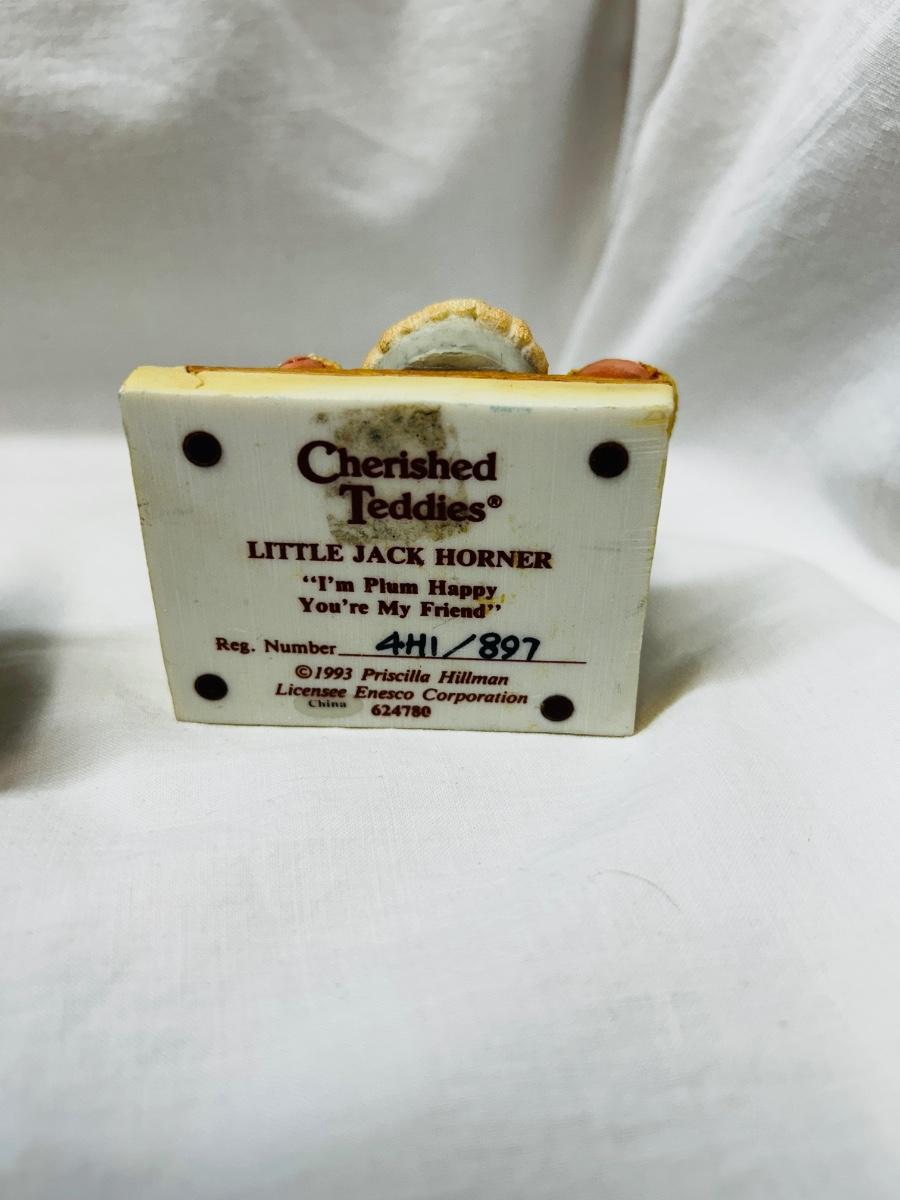 Cherished
Teddies®
LITTLE JACK HORNER
“I'm Plum Happy
You're My Friend”
Reg. Number 4H1/897
©1993 Priscilla Hillman
Licensee Enesco Corporation
China 624780